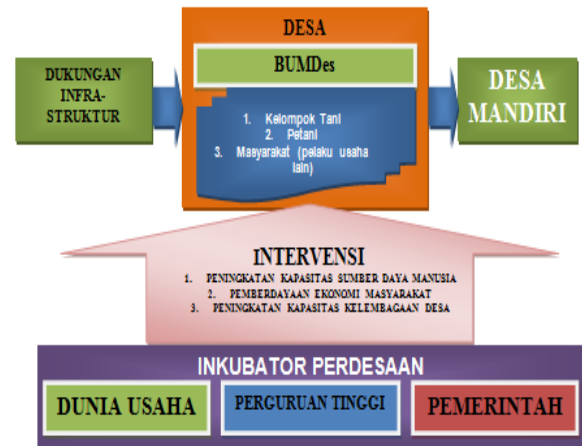 DESA
BUMDes
DUKUNGAN
INFRA-
STRUKTUR
1. Kelompok Tani
2. Petani
3. Masyarakat (pelaku usaha
lain)
DESA
MANDIRI
INTERVENSI
1. PENINGKATAN KAPASITAS SUMBER DAYA MANUSIA
2. PEMBERDAYAAN EKONOMI MASYARAKAT
3. PENINGKATAN KAPASITAS KELEMBAGAAN DESA
INKUBATOR PERDESAAN
DUNIA USAHA
PERGURUAN TINGGI
PEMERINTAH